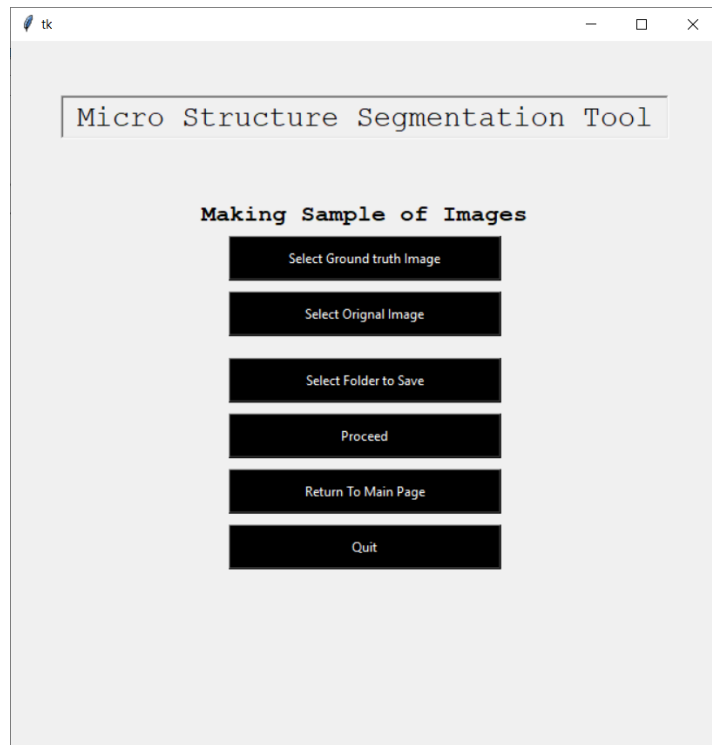 tk
Micro Structure Segmentation Tool
Making Sample of Images
Select Ground truth Image
Select Orignal Image
Select Folder to Save
Proceed
Return To Main Page
Quit